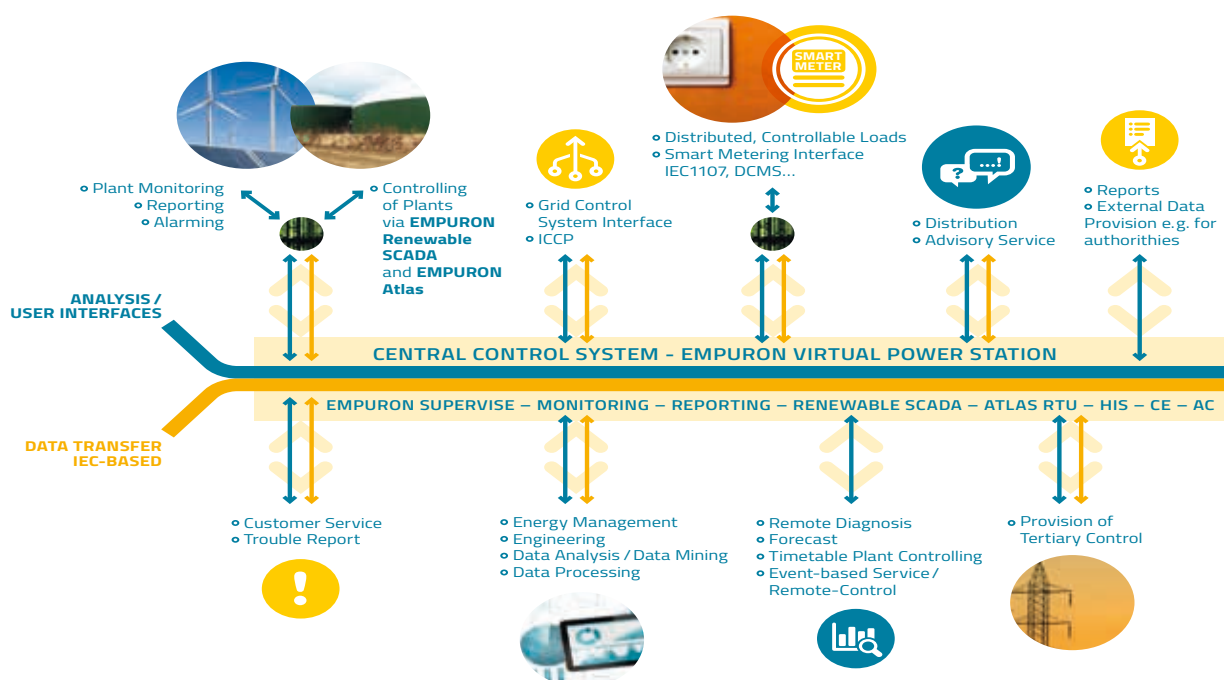 SMART
METER
Plant Monitoring
Reporting
Alarming
Controlling
of Plants
via EMPURON
Renewable
SCADA
and EMPURON
Atlas
Grid Control
System Interface
ICCP
Distributed, Controllable Loads
Smart Metering Interface
IEC1107, DCMS...
?
...!
Distribution
Advisory Service
Reports
External Data
Provision e.g. for
authorithies
ANALYSIS /
USER INTERFACES
CENTRAL CONTROL SYSTEM - EMPURON VIRTUAL POWER STATION
EMPURON SUPERVISE – MONITORING – REPORTING – RENEWABLE SCADA – ATLAS RTU – HIS – CE – AC
DATA TRANSFER
IEC-BASED
Customer Service
Trouble Report
!
Energy Management
Engineering
Data Analysis / Data Mining
Data Processing
Remote Diagnosis
Forecast
Timetable Plant Controlling
Event-based Service /
Remote-Control
Provision of
Tertiary Control